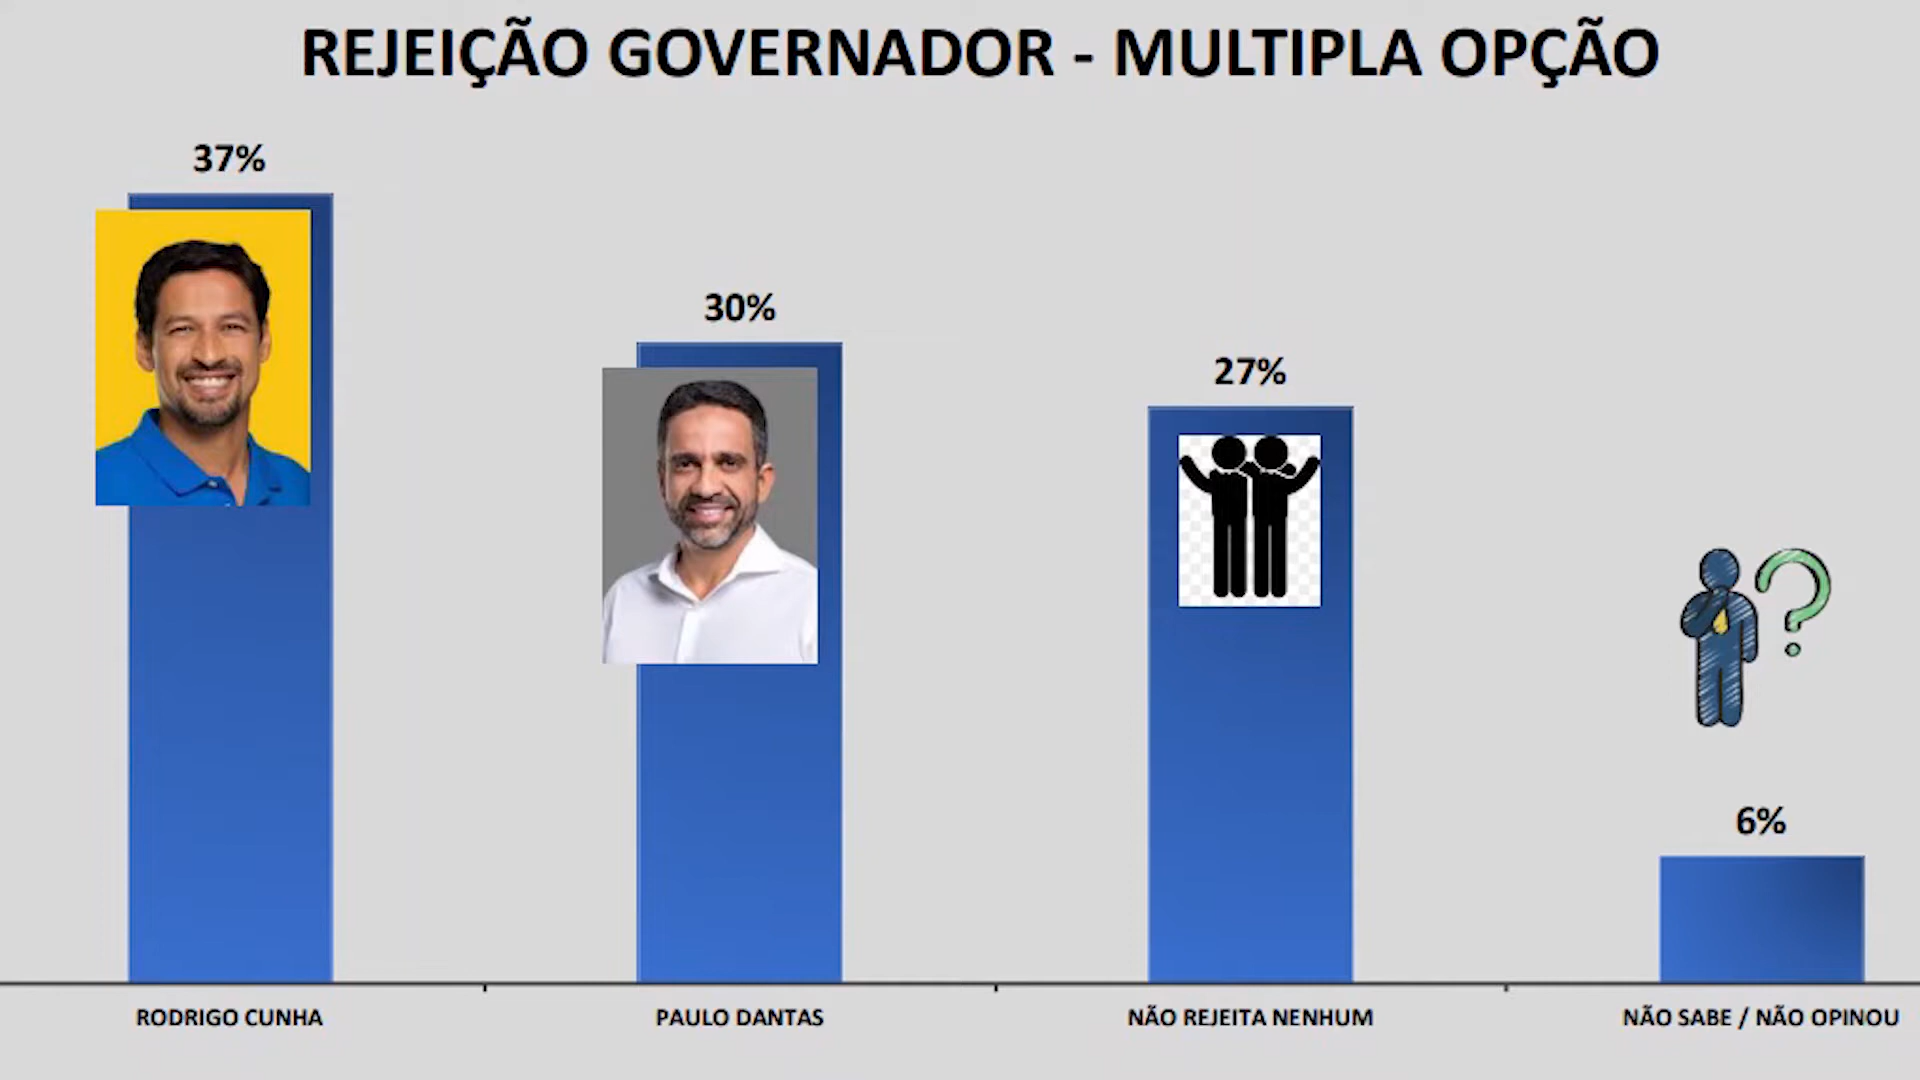 REJEIÇÃO GOVERNADOR - MULTIPLA OPÇÃO
37%
30%
27%
6%
RODRIGO CUNHA
PAULO DANTAS
NÃO REJEITA NENHUM
NÃO SABE / NÃO OPINOU